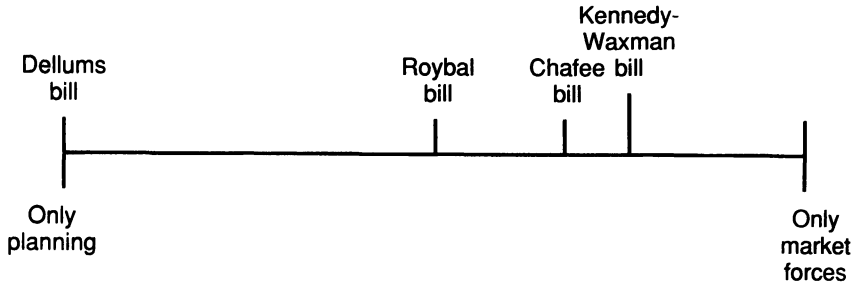 Dellums
bill
Roybal
bill
Chafee
bill
Kennedy-
Waxman
bill
Only
planning
Only
market
forces